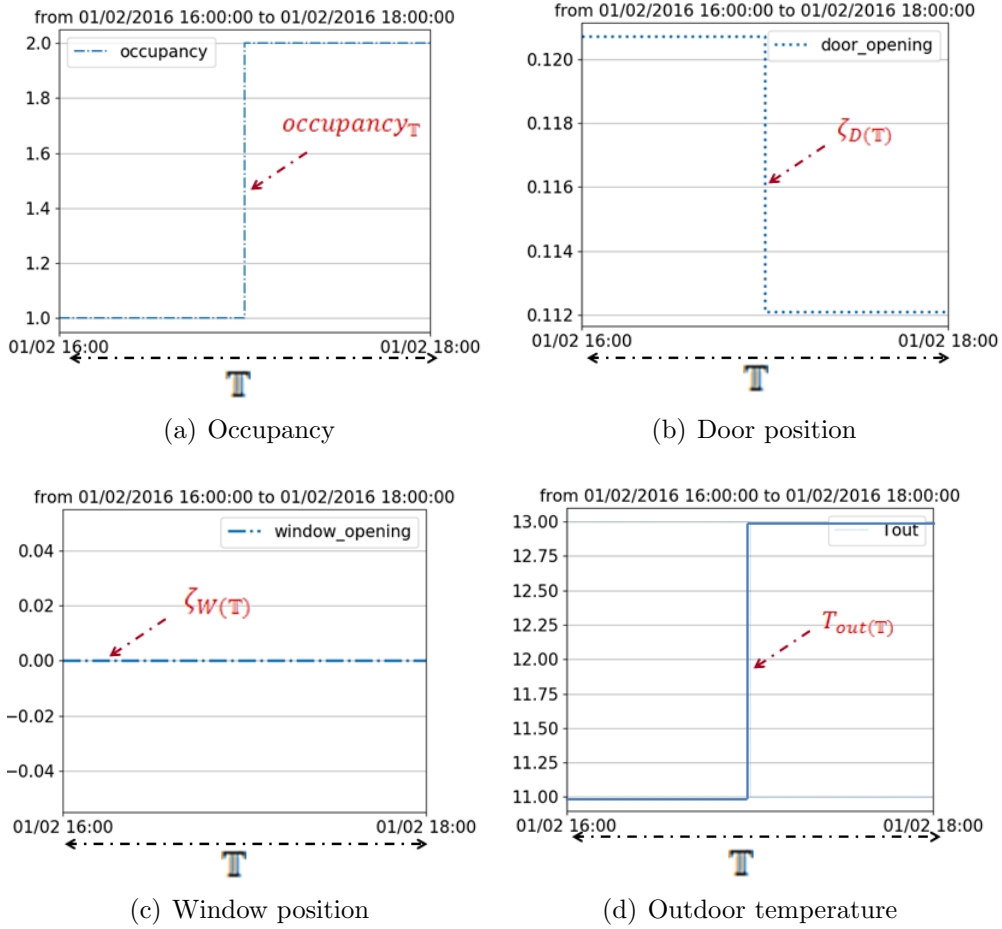 from 01/02/2016 16:00:00 to 01/02/2016 18:00:00
2.0
1.8
1.6
1.4
1.2
1.0
occupancy
occupancy𝕋
01/02 16:00
01/02 18:00
𝕋
(a) Occupancy
from 01/02/2016 16:00:00 to 01/02/2016 18:00:00
0.120
0.118
0.116
0.114
0.112
door_opening
ζD(𝕋)
01/02 16:00
01/02 18:00
𝕋
(b) Door position
from 01/02/2016 16:00:00 to 01/02/2016 18:00:00
0.04
0.02
0.00
−0.02
−0.04
window_opening
ζW(𝕋)
01/02 16:00
01/02 18:00
𝕋
(c) Window position
from 01/02/2016 16:00:00 to 01/02/2016 18:00:00
13.00
12.75
12.50
12.25
12.00
11.75
11.50
11.25
11.00
Tout
Tout(𝕋)
01/02 16:00
01/02 18:00
𝕋
(d) Outdoor temperature